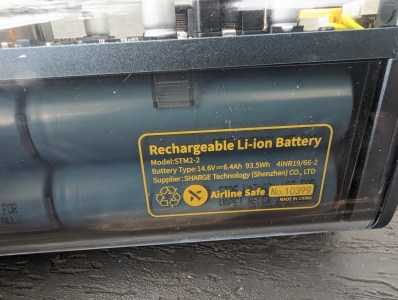 Rechargeable Li-ion Battery
Model:STM2-2
Battery Type:14.6V⎓6.4Ah 93.5Wh 4INR19/66-2
Supplier: SHARGE Technology (Shenzhen) CO., LTD
Airline Safe No.10399
MADE IN CHINA
FOR